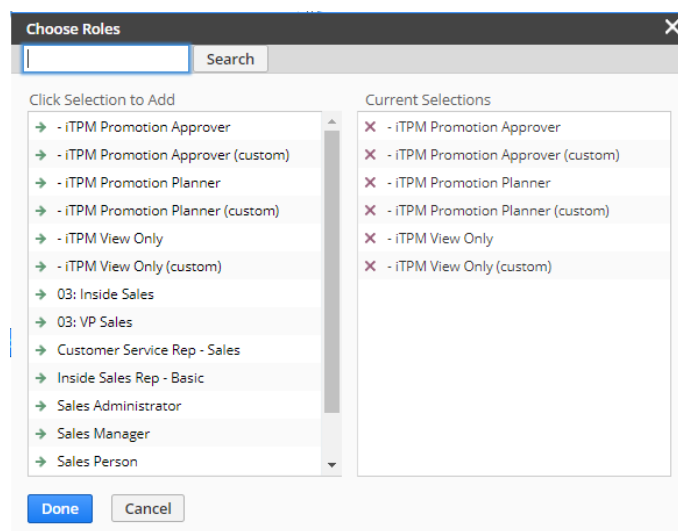 Choose Roles
Search
Click Selection to Add
- iTPM Promotion Approver
- iTPM Promotion Approver (custom)
- iTPM Promotion Planner
- iTPM Promotion Planner (custom)
- iTPM View Only
- iTPM View Only (custom)
03: Inside Sales
03: VP Sales
Customer Service Rep - Sales
Inside Sales Rep - Basic
Sales Administrator
Sales Manager
Sales Person
Current Selections
- iTPM Promotion Approver
- iTPM Promotion Approver (custom)
- iTPM Promotion Planner
- iTPM Promotion Planner (custom)
- iTPM View Only
- iTPM View Only (custom)
Done
Cancel